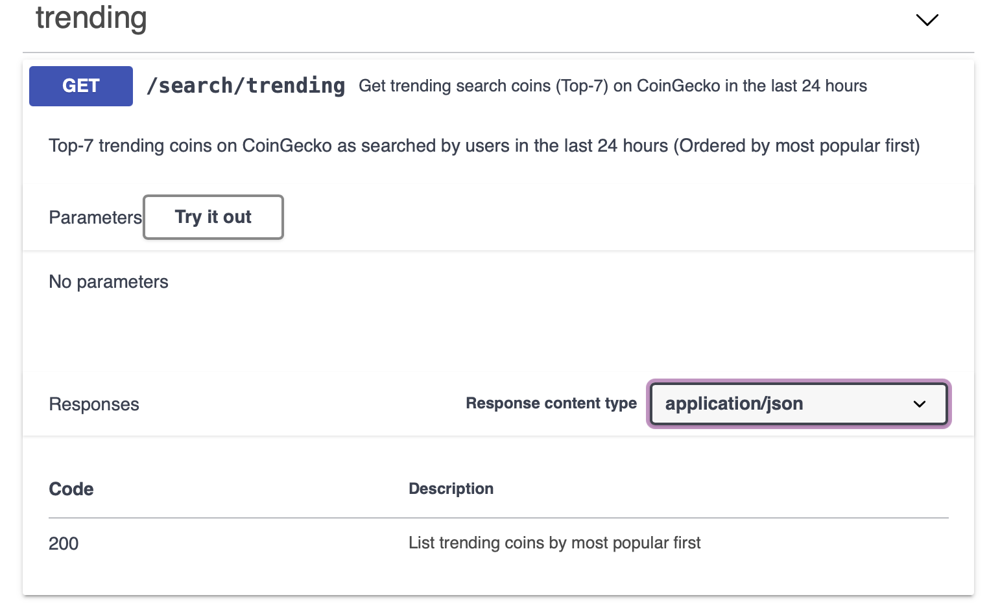 trending
GET /search/trending Get trending search coins (Top-7) on CoinGecko in the last 24 hours
Top-7 trending coins on CoinGecko as searched by users in the last 24 hours (Ordered by most popular first)
Parameters Try it out
No parameters
Responses Response content type application/json
Code Description
200 List trending coins by most popular first